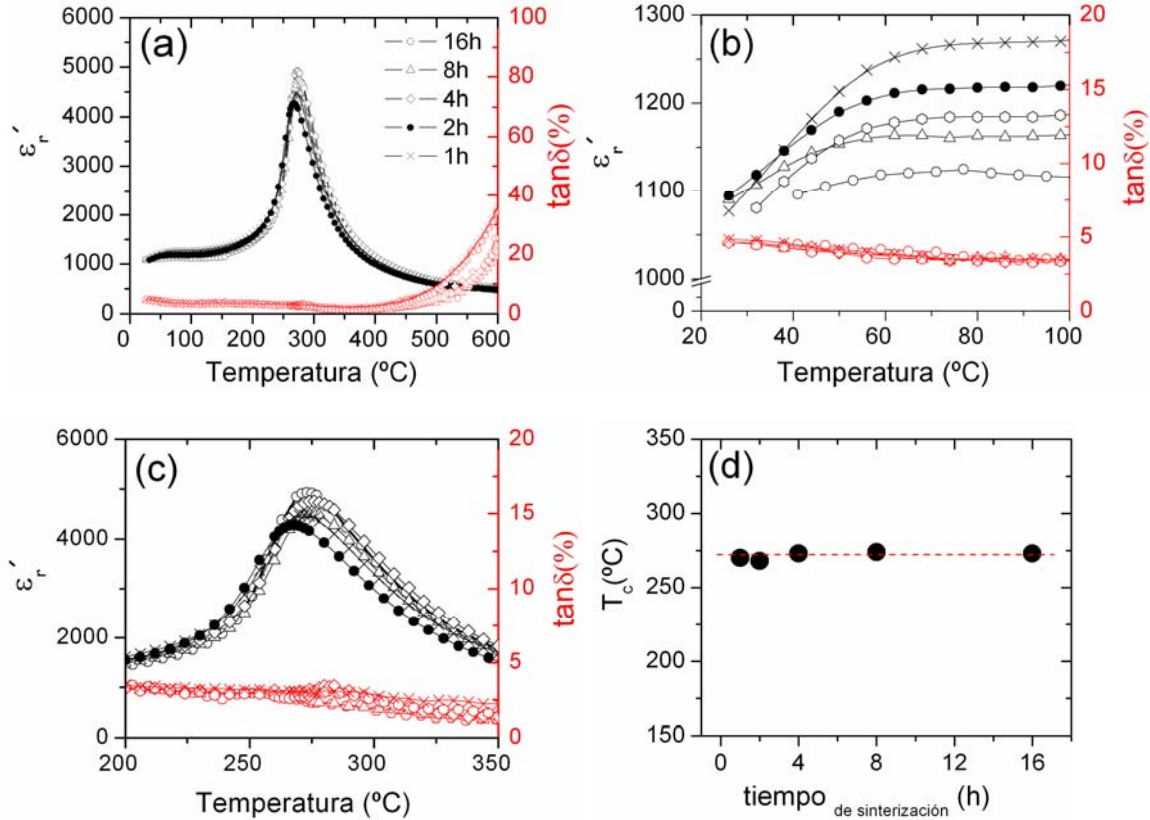 (a)
16h
8h
4h
2h
1h
6000
5000
4000
3000
2000
1000
0
εr´
100
80
60
40
20
0
tanδ(%)
0 100 200 300 400 500 600
Temperatura (ºC)
(b)
1300
1200
1100
1000
0
εr´
20
15
10
5
0
tanδ(%)
20 40 60 80 100
Temperatura (ºC)
(c)
6000
4000
2000
0
εr´
20
15
10
5
0
tanδ(%)
200 250 300 350
Temperatura (ºC)
(d)
350
300
250
200
150
Tc(ºC)
0 4 8 12 16
tiempo de sinterización (h)